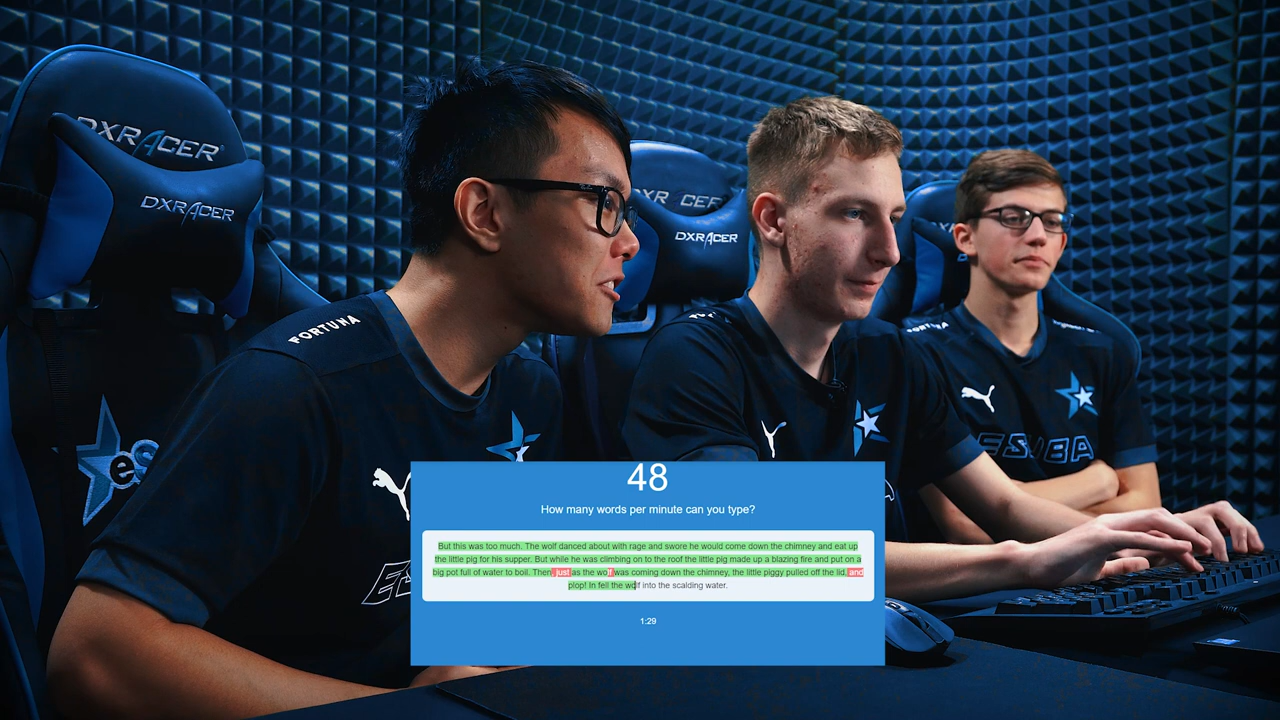 DXRACER
DXRACER
DXR CER
DXRACER
FORTUNA
eS
48
How many words per minute can you type?
But this was too much. The wolf danced about with rage and swore he would come down the chimney and eat up
the little pig for his supper. But while he was climbing on to the roof the little pig made up a blazing fire and put on a
big pot full of water to boil. Then, just as the wolf was coming down the chimney, the little piggy pulled off the lid, and
plop! In fell the wolf into the scalding water.
1:29
ESUBA